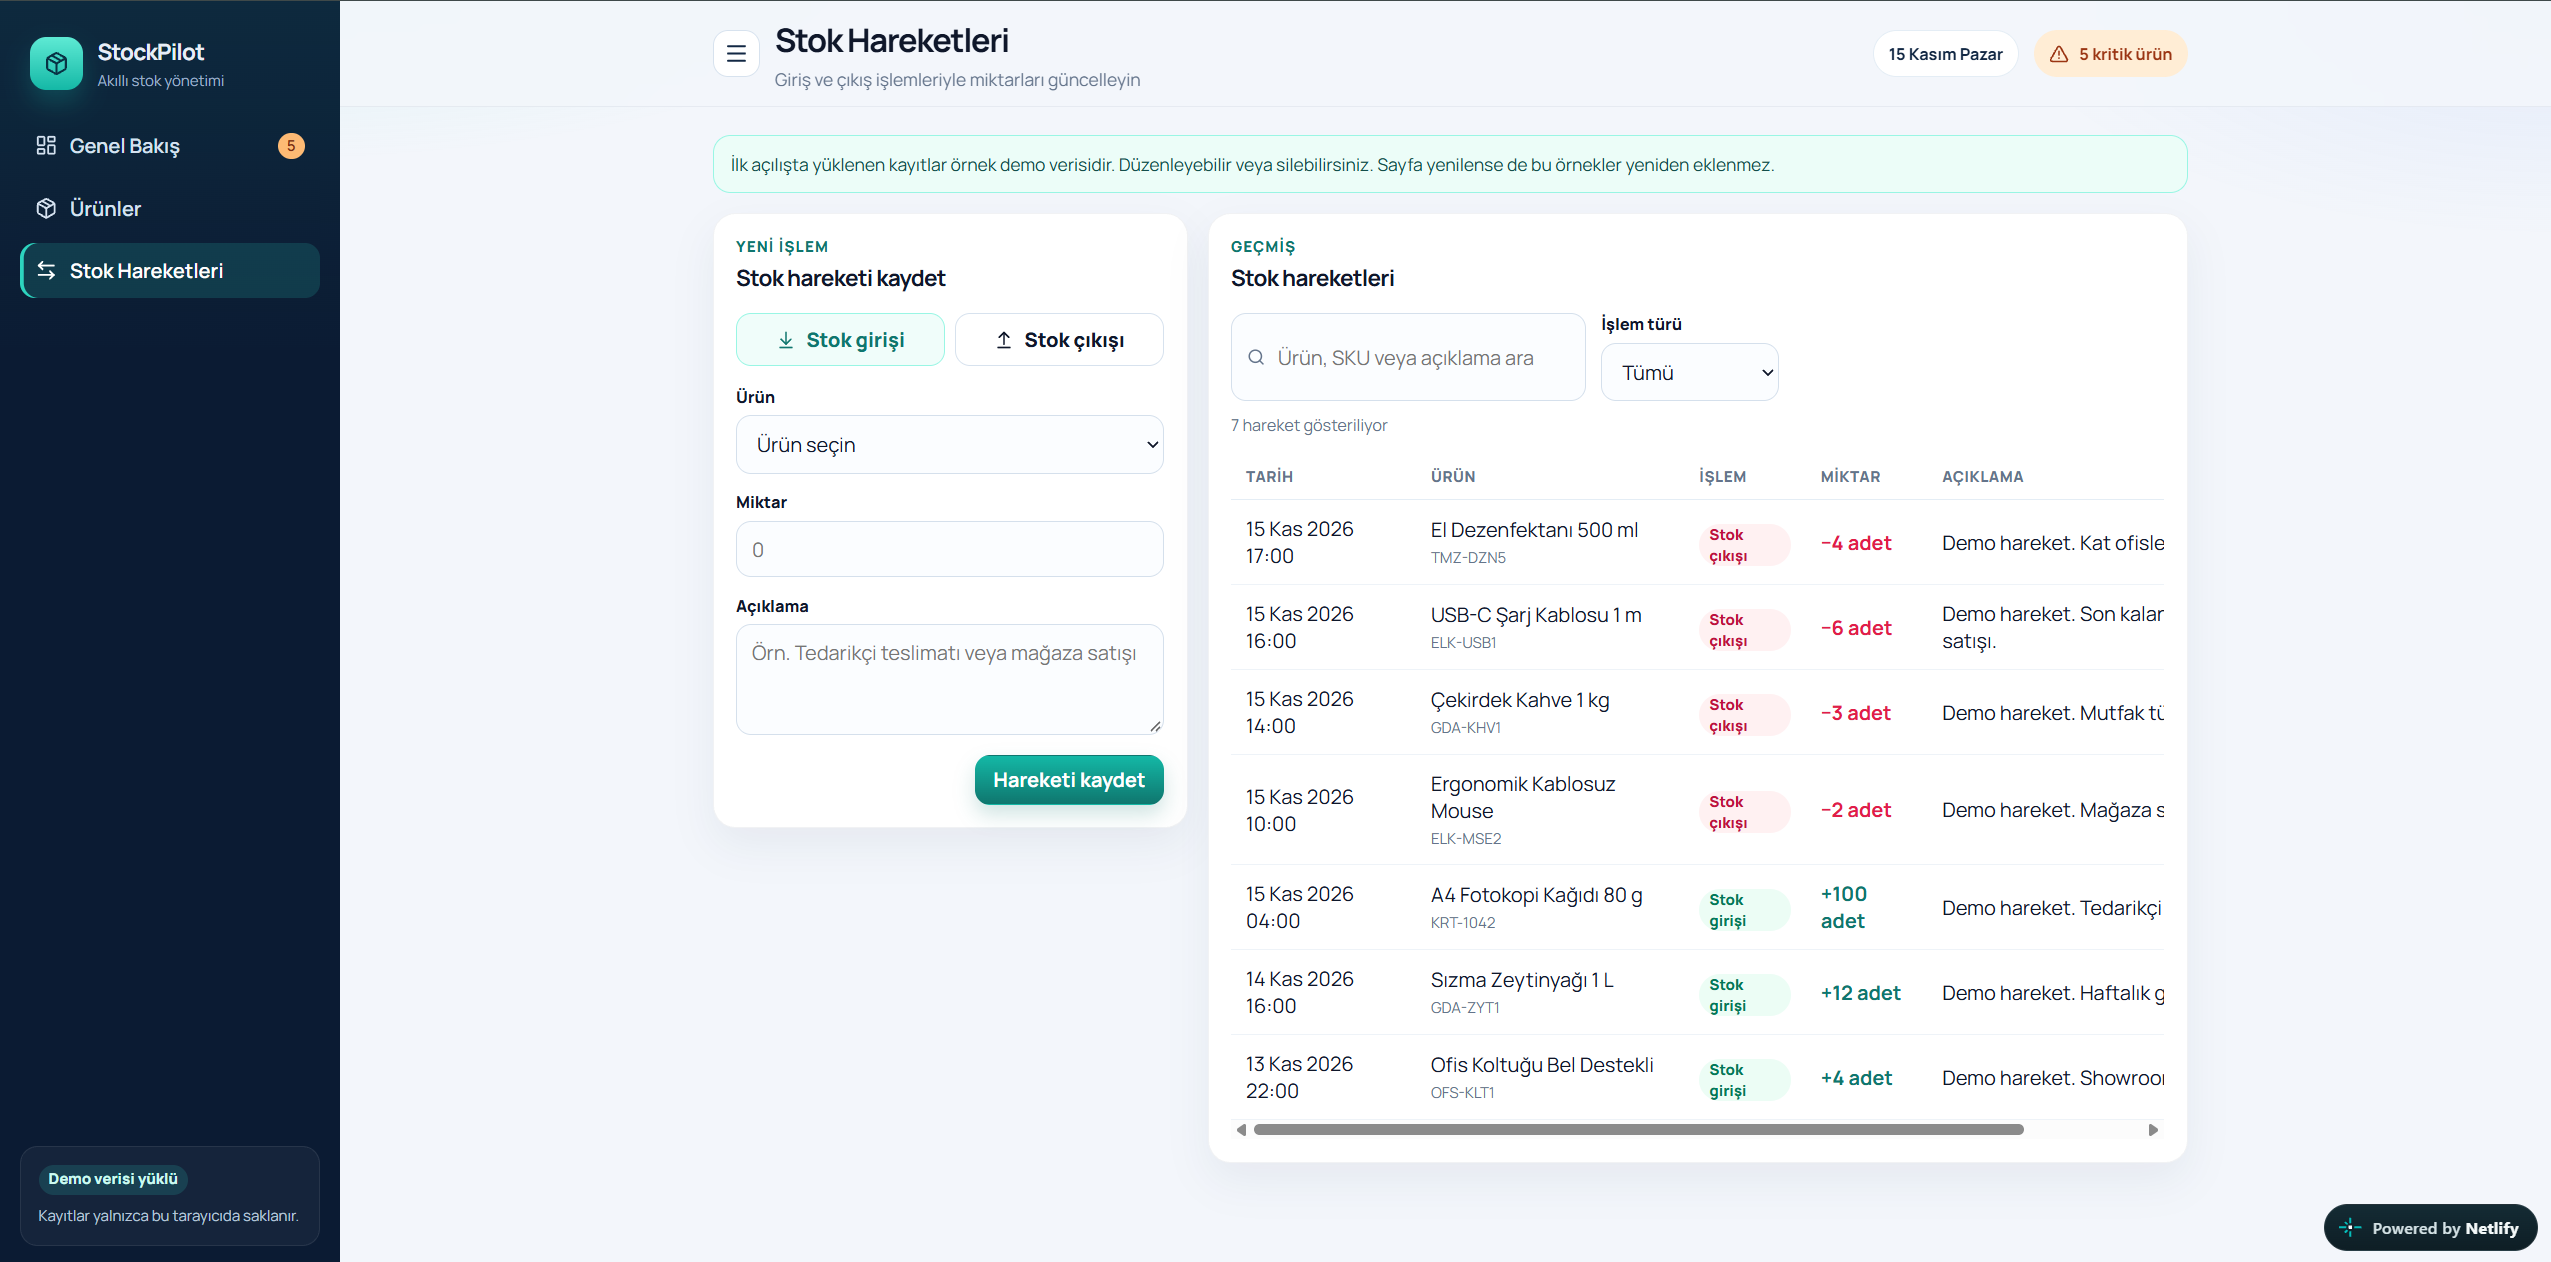 StockPilot
Akıllı stok yönetimi
Genel Bakış
5
Ürünler
Stok Hareketleri
Demo verisi yüklü
Kayıtlar yalnızca bu tarayıcıda saklanır.
Stok Hareketleri
Giriş ve çıkış işlemleriyle miktarları güncelleyin
15 Kasım Pazar
5 kritik ürün
İlk açılışta yüklenen kayıtlar örnek demo verisidir. Düzenleyebilir veya silebilirsiniz. Sayfa yenilense de bu örnekler yeniden eklenmez.
YENİ İŞLEM
Stok hareketi kaydet
Stok girişi
Stok çıkışı
Ürün
Ürün seçin
Miktar
0
Açıklama
Örn. Tedarikçi teslimatı veya mağaza satışı
Hareketi kaydet
GEÇMİŞ
Stok hareketleri
Ürün, SKU veya açıklama ara
İşlem türü
Tümü
7 hareket gösteriliyor
TARİH ÜRÜN İŞLEM MİKTAR AÇIKLAMA
15 Kas 2026
17:00
El Dezenfektanı 500 ml
TMZ-DZN5
Stok
çıkışı
−4 adet
Demo hareket. Kat ofisle
15 Kas 2026
16:00
USB-C Şarj Kablosu 1 m
ELK-USB1
Stok
çıkışı
−6 adet
Demo hareket. Son kalar
satışı.
15 Kas 2026
14:00
Çekirdek Kahve 1 kg
GDA-KHV1
Stok
çıkışı
−3 adet
Demo hareket. Mutfak tü
15 Kas 2026
10:00
Ergonomik Kablosuz
Mouse
ELK-MSE2
Stok
çıkışı
−2 adet
Demo hareket. Mağaza s
15 Kas 2026
04:00
A4 Fotokopi Kağıdı 80 g
KRT-1042
Stok
girişi
+100
adet
Demo hareket. Tedarikçi
14 Kas 2026
16:00
Sızma Zeytinyağı 1 L
GDA-ZYT1
Stok
girişi
+12 adet
Demo hareket. Haftalık g
13 Kas 2026
22:00
Ofis Koltuğu Bel Destekli
OFS-KLT1
Stok
girişi
+4 adet
Demo hareket. Showroor
Powered by Netlify